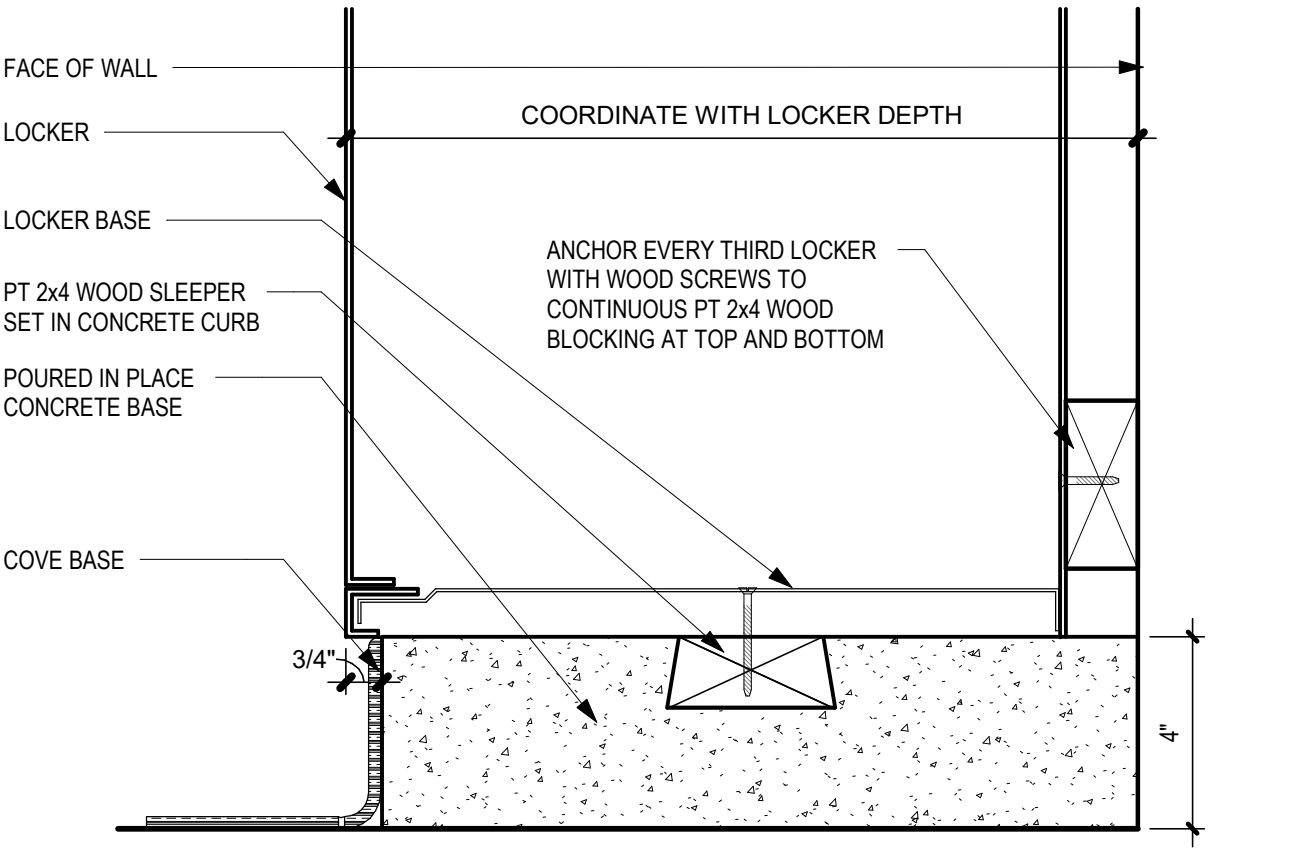 FACE OF WALL
COORDINATE WITH LOCKER DEPTH
LOCKER
LOCKER BASE
ANCHOR EVERY THIRD LOCKER
WITH WOOD SCREWS TO
CONTINUOUS PT 2x4 WOOD
BLOCKING AT TOP AND BOTTOM
PT 2x4 WOOD SLEEPER
SET IN CONCRETE CURB
POURED IN PLACE
CONCRETE BASE
COVE BASE
3/4"
4"